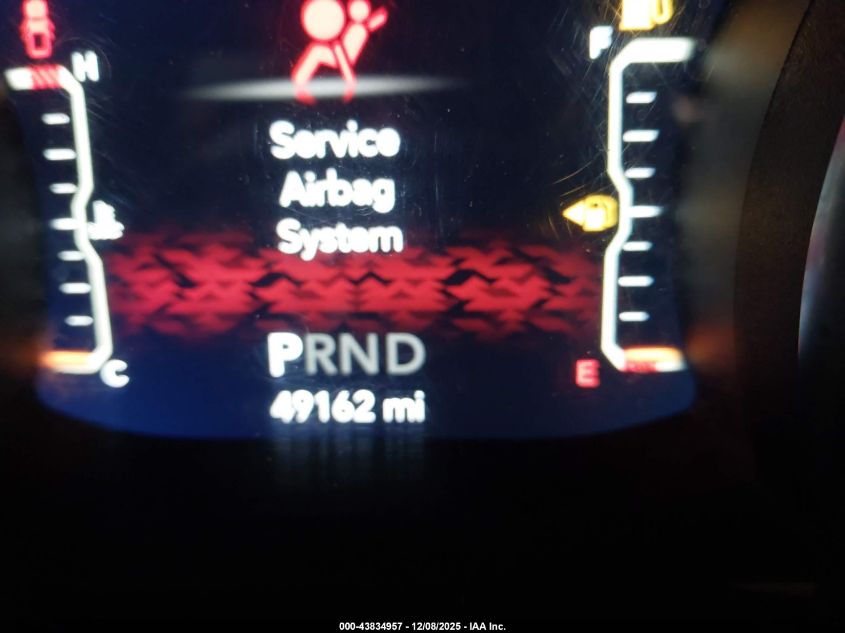 H
F
Service
Airbag
System
PRND
C
E
49162 mi
000-43834957 - 12/08/2025 - IAA Inc.